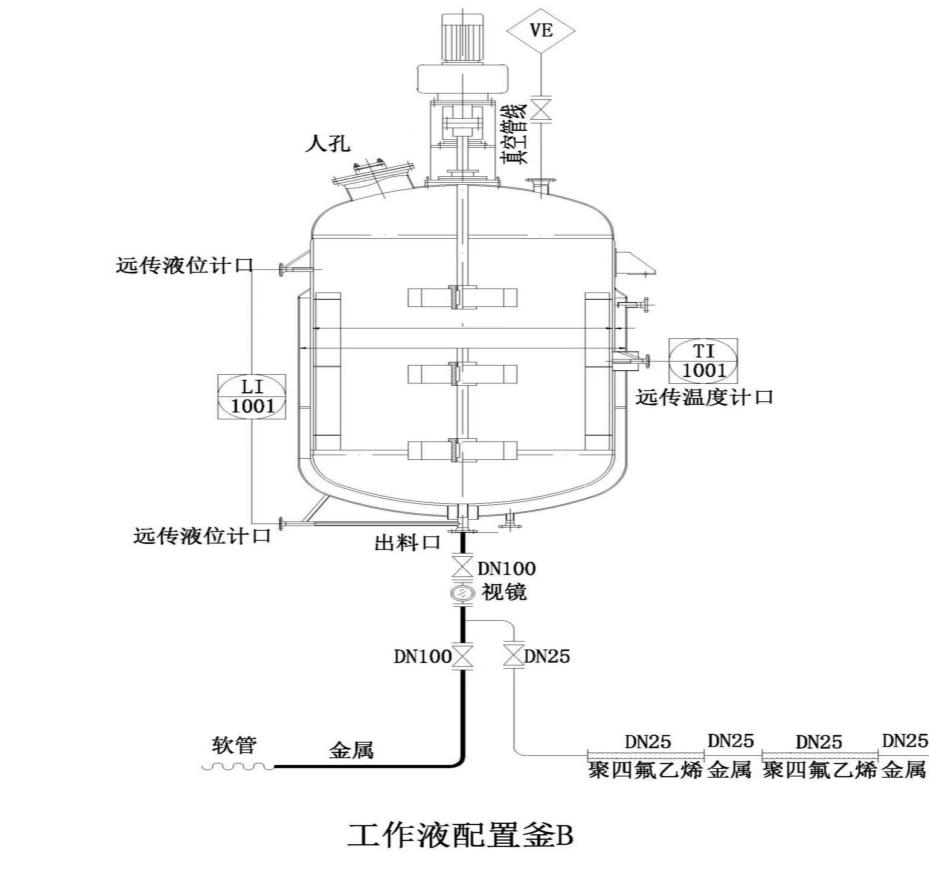 VE
真空管线
人孔
远传液位计口
TI
1001
远传温度计口
LI
1001
远传液位计口
出料口
DN100
视镜
DN100
DN25
软管
金属
DN25
DN25
DN25
DN25
聚四氟乙烯
金属
聚四氟乙烯
金属
工作液配置釜B